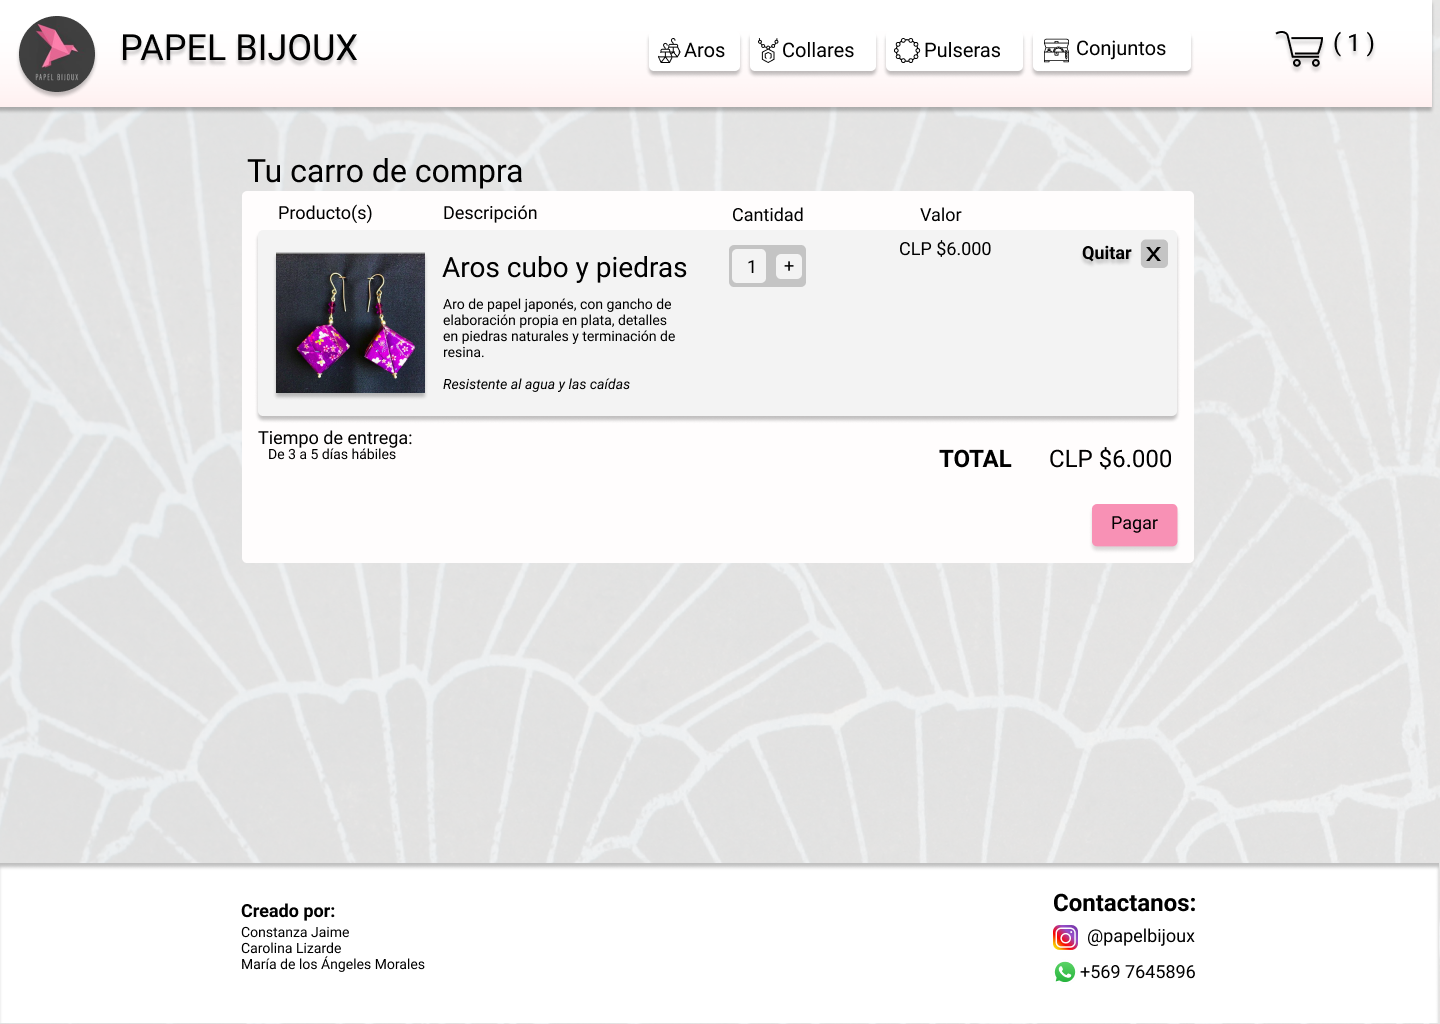 PAPEL BIJOUX
PAPEL BIJOUX
Aros
Collares
Pulseras
Conjuntos
( 1 )
Tu carro de compra
Producto(s)
Descripción
Cantidad
Valor
Aros cubo y piedras
1
+
CLP $6.000
Quitar X
Aro de papel japonés, con gancho de
elaboración propia en plata, detalles
en piedras naturales y terminación de
resina.
Resistente al agua y las caídas
Tiempo de entrega:
De 3 a 5 días hábiles
TOTAL CLP $6.000
Pagar
Creado por:
Constanza Jaime
Carolina Lizarde
María de los Ángeles Morales
Contactanos:
@papelbijoux
+569 7645896